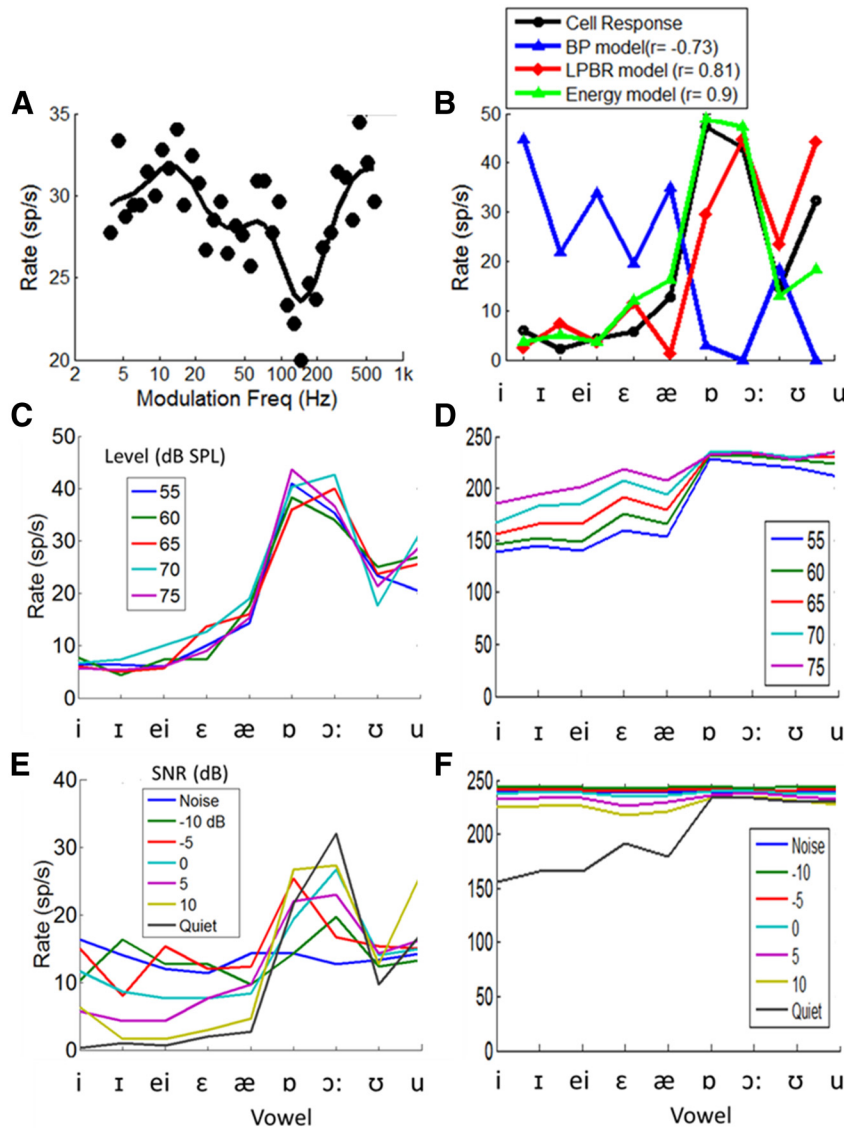 Cell Response
BP model(r= -0.73)
LPBR model (r= 0.81)
Energy model (r= 0.9)
A
B
35
30
25
20
Rate (sp/s)
5 10 20 50 100 200 500 1k
Modulation Freq (Hz)
50
40
30
20
10
0
Rate (sp/s)
i ɪ ei ɛ æ ɒ ɔ: ʊ u
C
D
50
40
30
20
10
0
Rate (sp/s)
Level (dB SPL)
55
60
65
70
75
i ɪ ei ɛ æ ɒ ɔ: ʊ u
250
200
150
100
50
0
55
60
65
70
75
i ɪ ei ɛ æ ɒ ɔ: ʊ u
E
F
40
30
20
10
0
Rate (sp/s)
SNR (dB)
Noise
-10 dB
-5
0
5
10
Quiet
i ɪ ei ɛ æ ɒ ɔ: ʊ u
Vowel
250
200
150
100
50
0
Noise
-10
-5
0
5
10
Quiet
i ɪ ei ɛ æ ɒ ɔ: ʊ u
Vowel